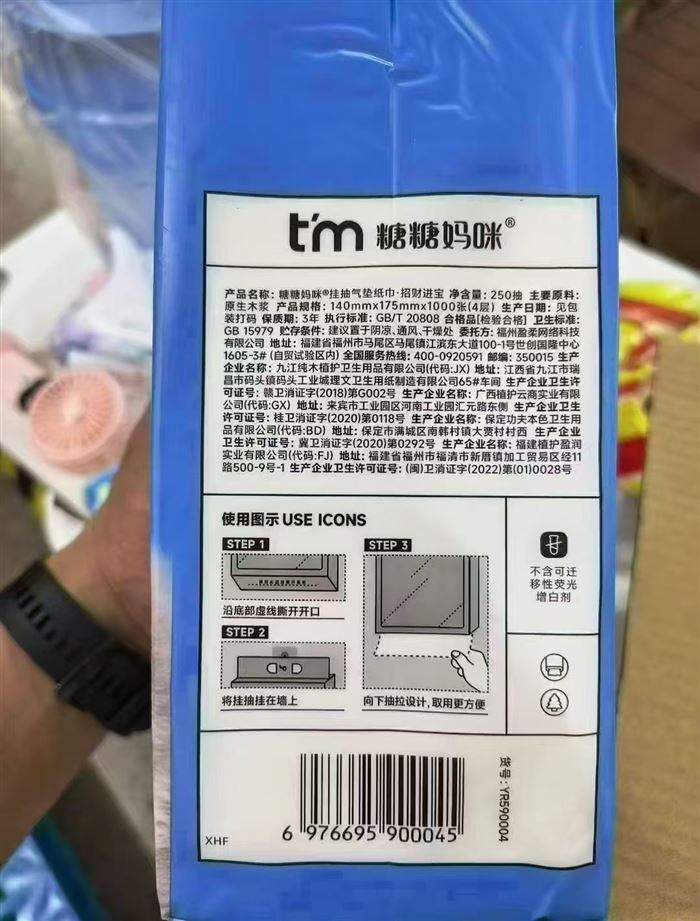 t'm 糖糖妈咪®
产品名称：糖糖妈咪®挂抽气垫纸巾·招财进宝 净含量：250抽 主要原料：
原生木浆 产品规格：140mmx175mmx1000张(4层) 生产日期：见包
装打码 保质期：3年 执行标准：GB/T 20808 合格品[检验合格] 卫生标准：
GB 15979 贮存条件：建议置于阴凉、通风、干燥处 委托方：福州盈柔网络科技
有限公司 地址：福建省福州市马尾区马尾镇江滨东大道100-1号世创国隆中心
1605-3# (自贸试验区内) 全国服务热线：400-0920591 邮编：350015 生产
企业名称：九江纯木植护卫生用品有限公司(代码:JX) 地址：江西省九江市瑞
昌市码头镇码头工业城理文卫生用纸制造有限公司65#车间 生产企业卫生许
可证号：赣卫消证字(2018)第G002号 生产企业名称：广西植护云商实业有限
公司(代码:GX) 地址：来宾市工业园区河南工业园汇元路东侧 生产企业卫生许
可证号：桂卫消证字(2020)第0118号 生产企业名称：保定功夫本色卫生用品
有限公司(代码:BD) 地址：保定市满城区南韩村镇大贾村村西 生产企业
卫生许可证号：冀卫消证字(2020)第0292号 生产企业名称：福建植护盈润
实业有限公司(代码:FJ) 地址：福建省福州市福清市新厝镇加工贸易区经11
路500-9号-1 生产企业卫生许可证号：(闽)卫消证字(2022)第(01)0028号
使用图示 USE ICONS
STEP 1
沿底部虚线撕开开口
STEP 2
将挂抽挂在墙上
STEP 3
向下抽拉设计，取用更方便
不含可迁
移性荧光
增白剂
XHF
6 976695 900045
货号：YR590004